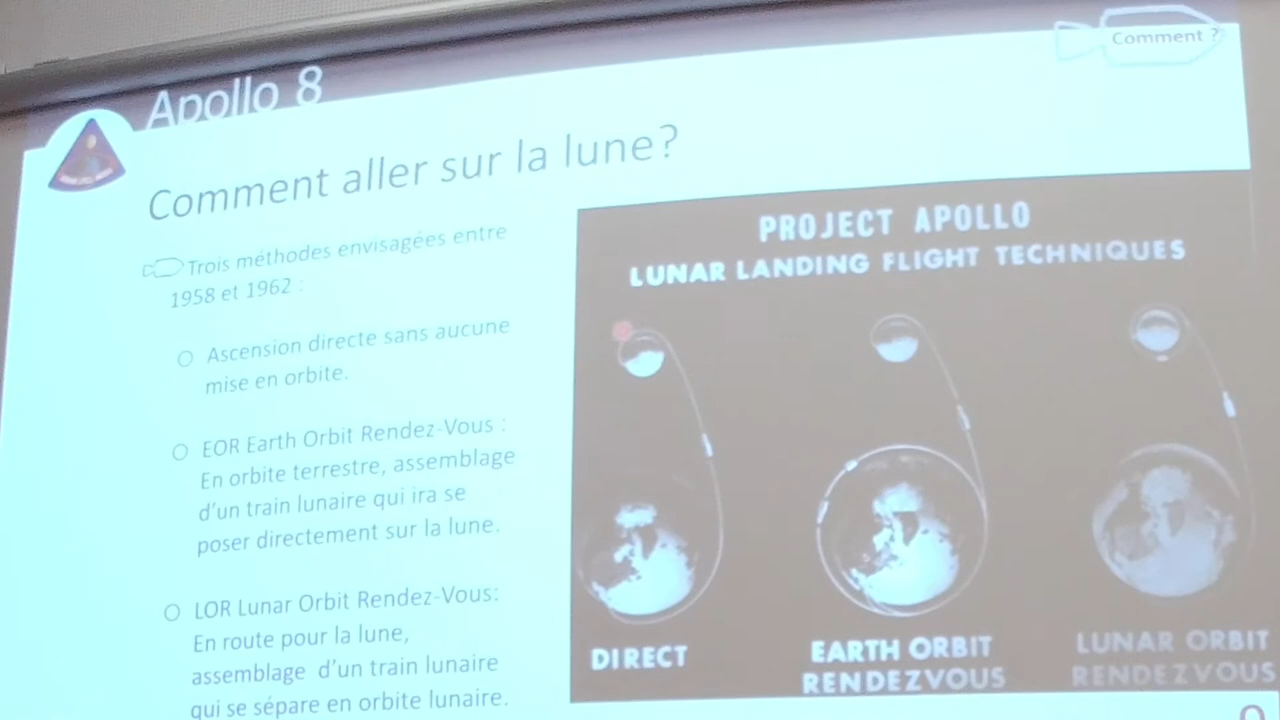 Comment ?
Apollo 8
Comment aller sur la lune?
Trois méthodes envisagées entre
1958 et 1962 :
Ascension directe sans aucune
mise en orbite.
EOR Earth Orbit Rendez-Vous :
En orbite terrestre, assemblage
d'un train lunaire qui ira se
poser directement sur la lune.
LOR Lunar Orbit Rendez-Vous:
En route pour la lune,
assemblage d'un train lunaire
qui se sépare en orbite lunaire.
PROJECT APOLLO
LUNAR LANDING FLIGHT TECHNIQUES
DIRECT
EARTH ORBIT
RENDEZVOUS
LUNAR ORBIT
RENDEZVOUS